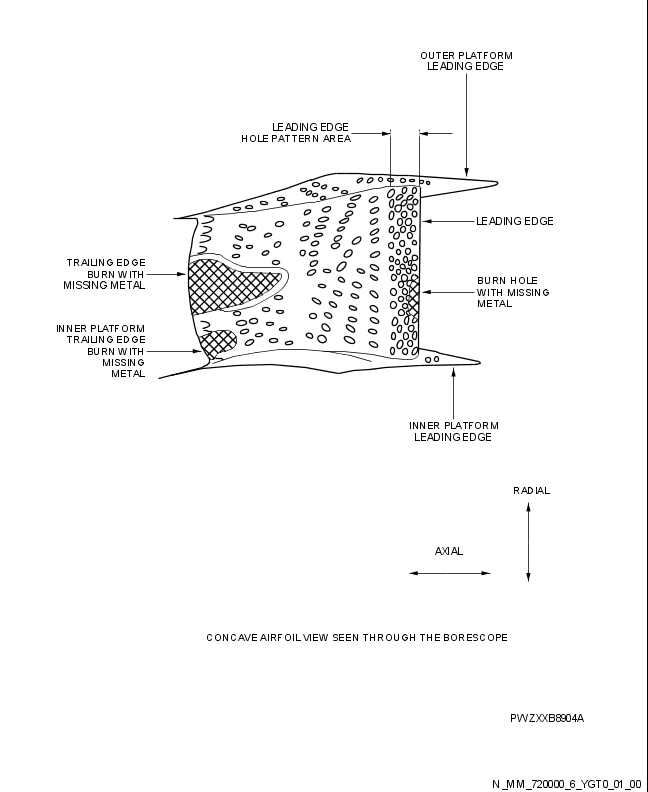 OUTER PLATFORM
LEADING EDGE
LEADING EDGE
HOLE PATTERN AREA
LEADING EDGE
TRAILING EDGE
BURN WITH
MISSING METAL
BURN HOLE
WITH MISSING
METAL
INNER PLATFORM
TRAILING EDGE
BURN WITH
MISSING
METAL
INNER PLATFORM
LEADING EDGE
RADIAL
AXIAL
CONCAVE AIRFOIL VIEW SEEN THROUGH THE BORESCOPE
PWZXXB8904A
N_MM_720000_6_YGT0_01_00